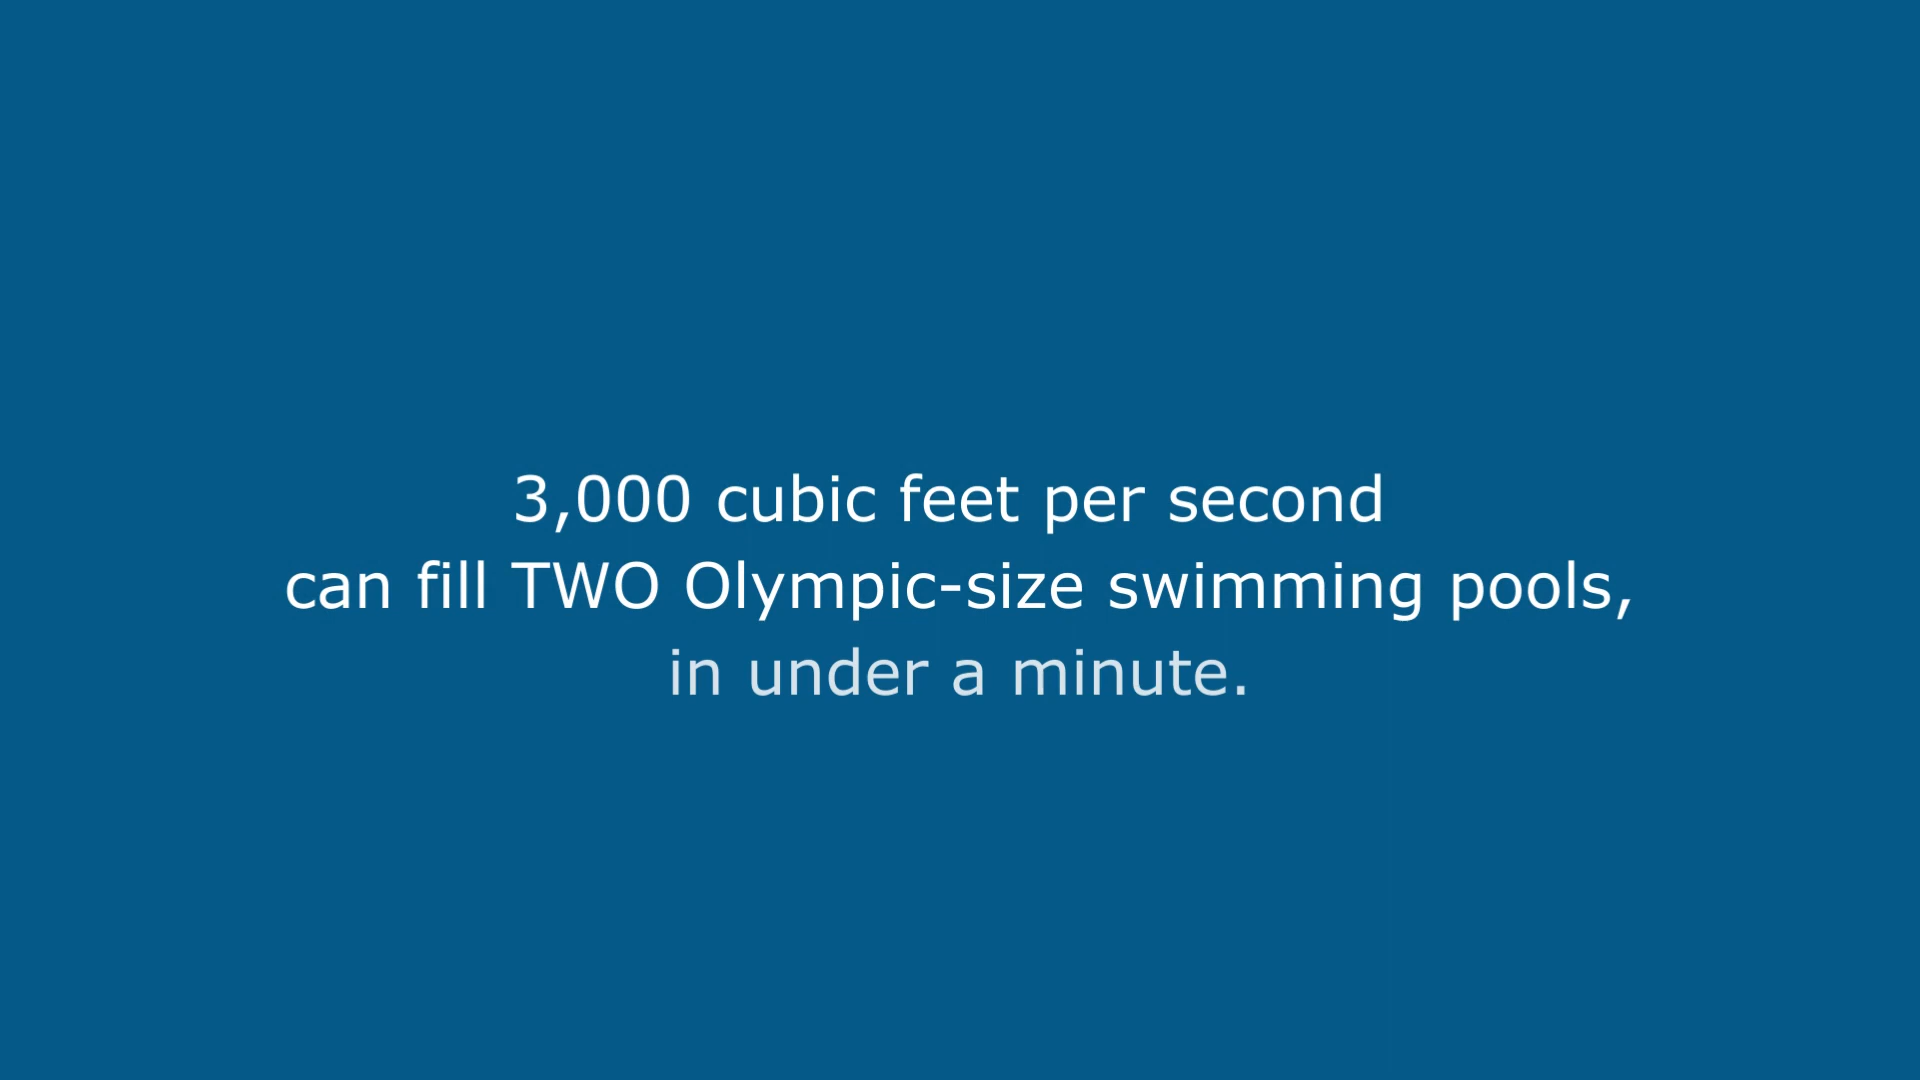 3,000 cubic feet per second
can fill TWO Olympic-size swimming pools,
in under a minute.